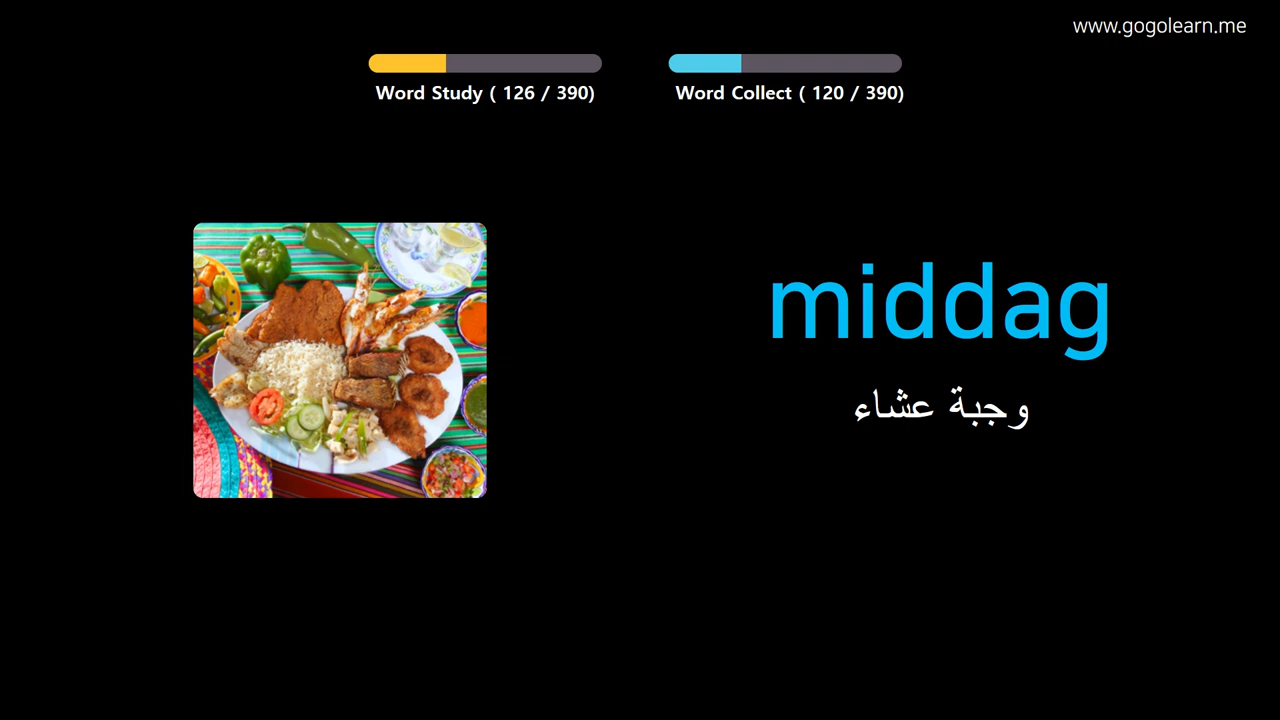 www.gogolearn.me
Word Study ( 126 / 390)
Word Collect ( 120 / 390)
middag
وجبة عشاء